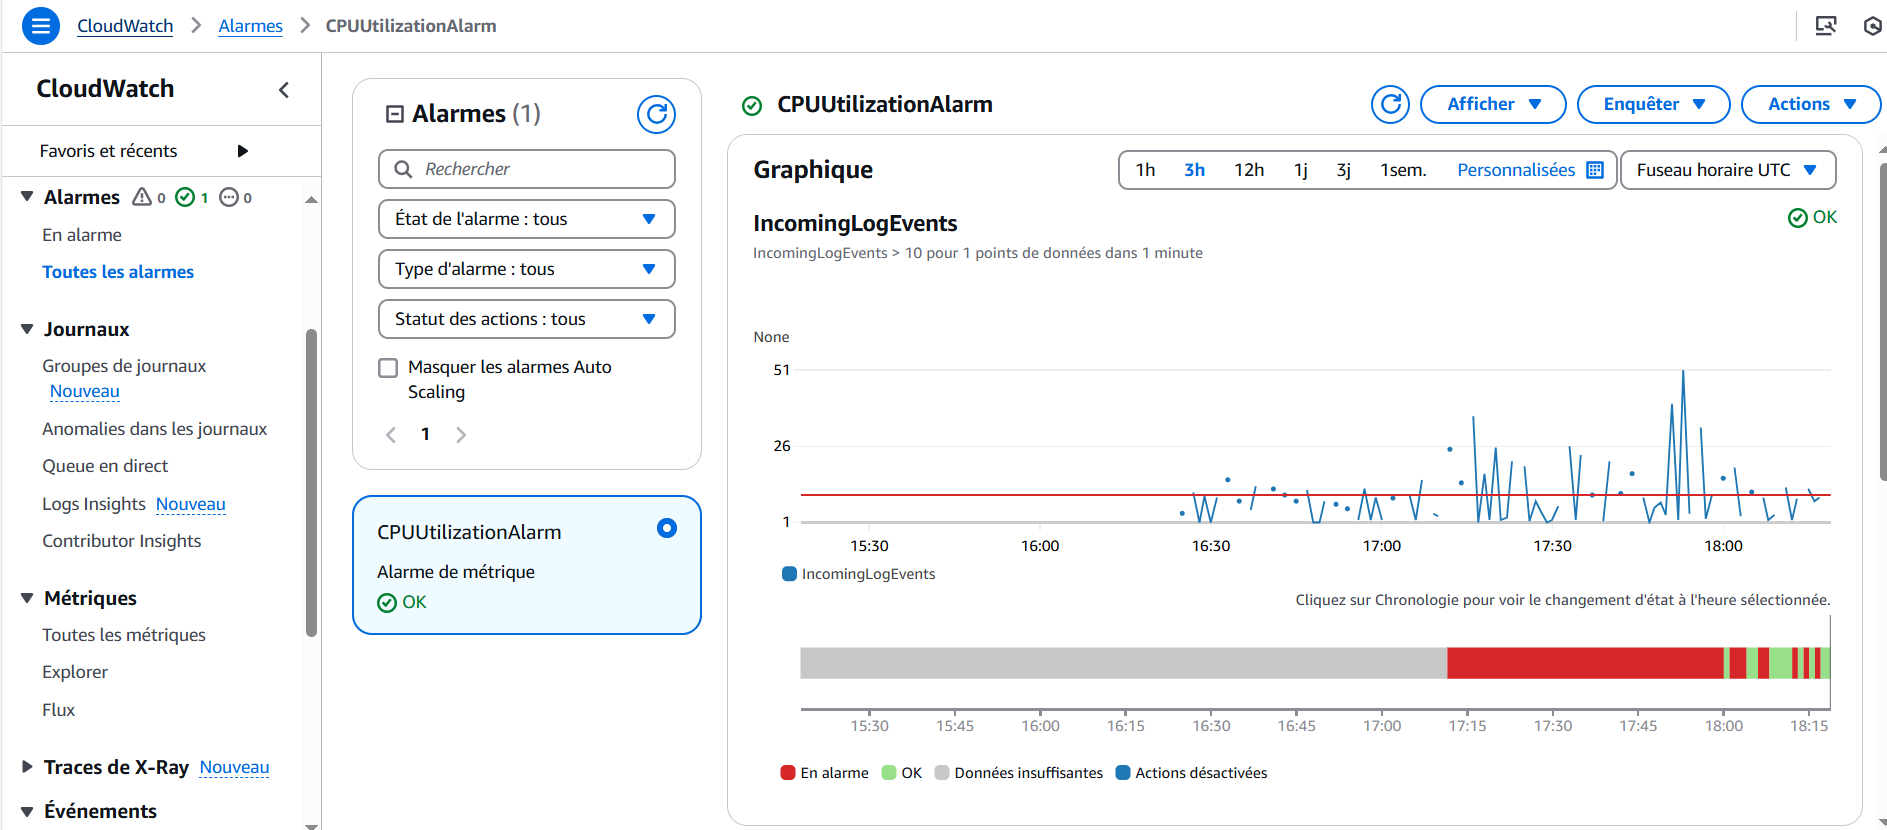 CloudWatch > Alarmes > CPUUtilizationAlarm
CloudWatch
Favoris et récents
Alarmes 0 1 0
En alarme
Toutes les alarmes
Journaux
Groupes de journaux
Nouveau
Anomalies dans les journaux
Queue en direct
Logs Insights Nouveau
Contributor Insights
Métriques
Toutes les métriques
Explorer
Flux
Traces de X-Ray Nouveau
Événements
Alarmes (1)
Rechercher
État de l'alarme : tous
Type d'alarme : tous
Statut des actions : tous
Masquer les alarmes Auto
Scaling
1
CPUUtilizationAlarm
Alarme de métrique
OK
CPUUtilizationAlarm
Afficher
Enquêter
Actions
Graphique
1h 3h 12h 1j 3j 1sem. Personnalisées
Fuseau horaire UTC
IncomingLogEvents
OK
IncomingLogEvents > 10 pour 1 points de données dans 1 minute
None
51
26
1
15:30 16:00 16:30 17:00 17:30 18:00
IncomingLogEvents
Cliquez sur Chronologie pour voir le changement d'état à l'heure sélectionnée.
15:30 15:45 16:00 16:15 16:30 16:45 17:00 17:15 17:30 17:45 18:00 18:15
En alarme OK Données insuffisantes Actions désactivées